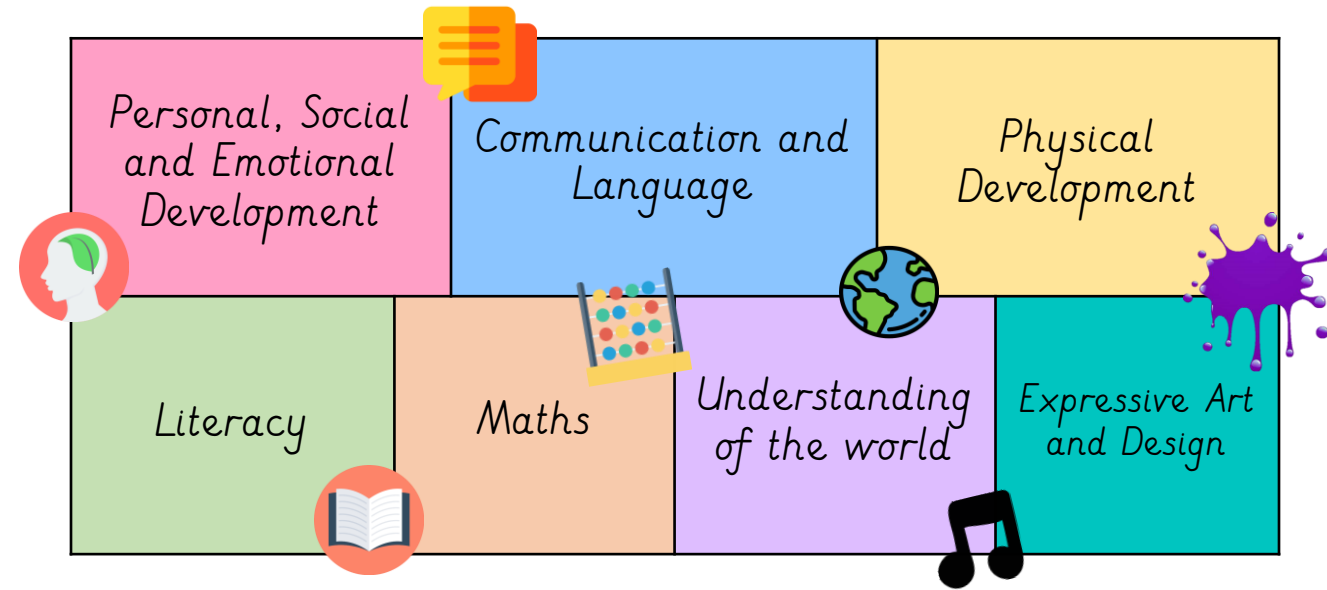 Personal, Social
and Emotional
Development
Communication and
Language
Physical
Development
Literacy
Maths
Understanding
of the world
Expressive Art
and Design